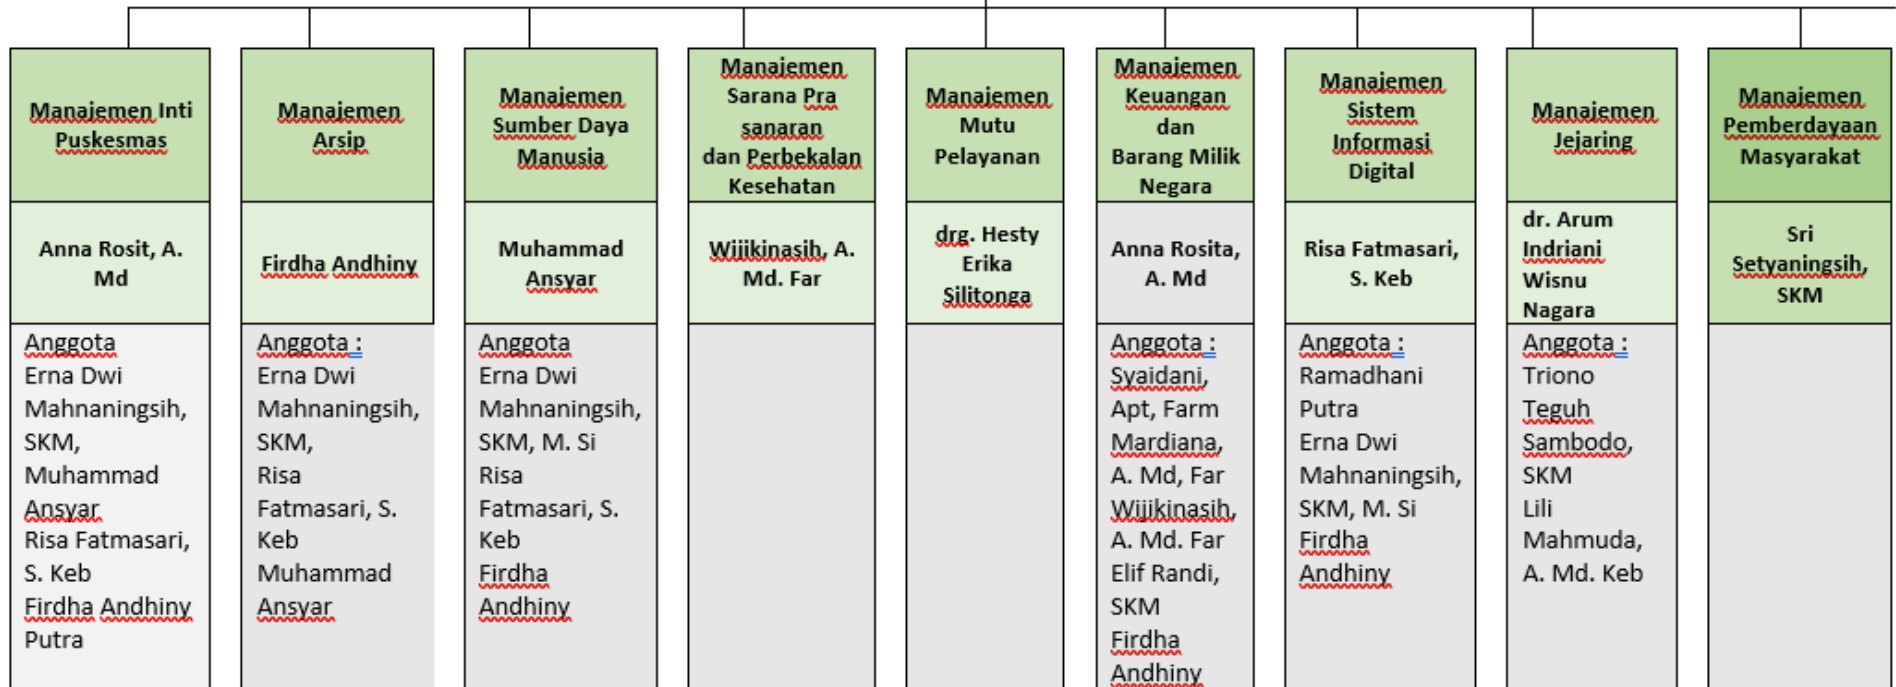 Manajemen Inti
Puskesmas
Anna Rosit, A.
Md
Anggota
Erna Dwi
Mahnaningsih,
SKM,
Muhammad
Ansyar
Risa Fatmasari,
S. Keb
Firdha Andhiny
Putra
Manajemen
Arsip
Firdha Andhiny
Anggota :
Erna Dwi
Mahnaningsih,
SKM,
Risa
Fatmasari, S.
Keb
Muhammad
Ansyar
Manajemen
Sumber Daya
Manusia
Muhammad
Ansyar
Anggota
Erna Dwi
Mahnaningsih,
SKM, M. Si
Risa
Fatmasari, S.
Keb
Firdha
Andhiny
Manajemen
Sarana Pra
sanaran
dan Perbekalan
Kesehatan
Wijikinasih, A.
Md. Far
Manajemen
Mutu
Pelayanan
drg. Hesty
Erika
Silitonga
Manajemen
Keuangan
dan
Barang Milik
Negara
Anna Rosita,
A. Md
Anggota :
Syaidani,
Apt, Farm
Mardiana,
A. Md, Far
Wijikinasih,
A. Md. Far
Elif Randi,
SKM
Firdha
Andhiny
Manajemen
Sistem
Informasi
Digital
Risa Fatmasari,
S. Keb
Anggota :
Ramadhani
Putra
Erna Dwi
Mahnaningsih,
SKM, M. Si
Firdha
Andhiny
Manajemen
Jejaring
dr. Arum
Indriani
Wisnu
Nagara
Anggota :
Triono
Teguh
Sambodo,
SKM
Lili
Mahmuda,
A. Md. Keb
Manajemen
Pemberdayaan
Masyarakat
Sri
Setyaningsih,
SKM